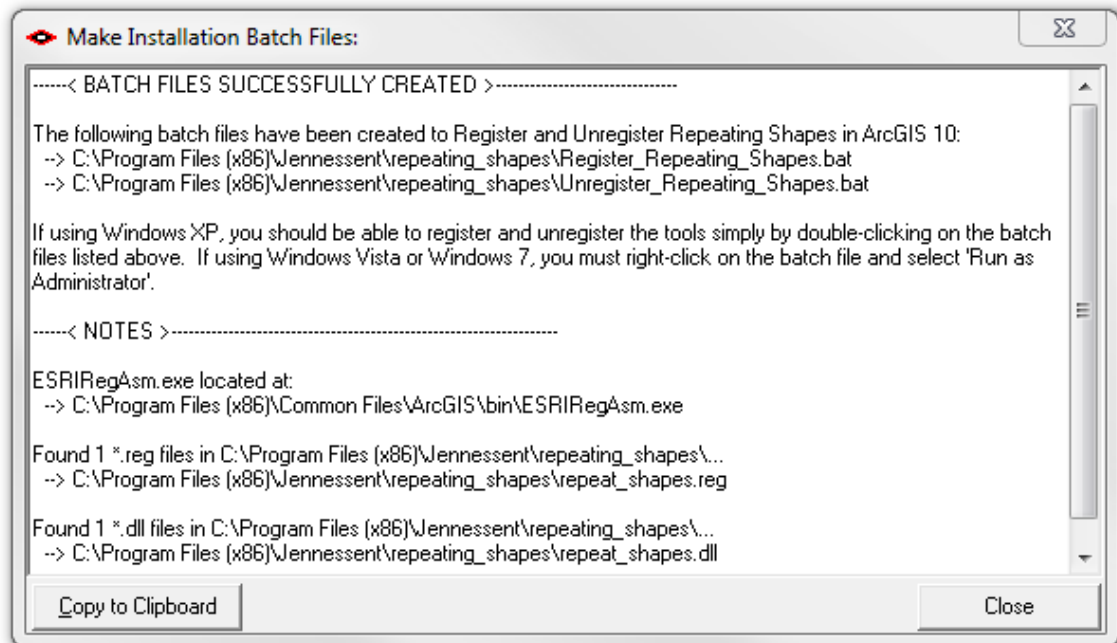 Make Installation Batch Files:
------< BATCH FILES SUCCESSFULLY CREATED >--------------------------------
The following batch files have been created to Register and Unregister Repeating Shapes in ArcGIS 10:
--> C:\Program Files (x86)\Jennessent\repeating_shapes\Register_Repeating_Shapes.bat
--> C:\Program Files (x86)\Jennessent\repeating_shapes\Unregister_Repeating_Shapes.bat
If using Windows XP, you should be able to register and unregister the tools simply by double-clicking on the batch
files listed above.  If using Windows Vista or Windows 7, you must right-click on the batch file and select 'Run as
Administrator'.
------< NOTES >--------------------------------------------------------------------
ESRIRegAsm.exe located at:
--> C:\Program Files (x86)\Common Files\ArcGIS\bin\ESRIRegAsm.exe
Found 1 *.reg files in C:\Program Files (x86)\Jennessent\repeating_shapes\...
--> C:\Program Files (x86)\Jennessent\repeating_shapes\repeat_shapes.reg
Found 1 *.dll files in C:\Program Files (x86)\Jennessent\repeating_shapes\...
--> C:\Program Files (x86)\Jennessent\repeating_shapes\repeat_shapes.dll
Copy to Clipboard
Close